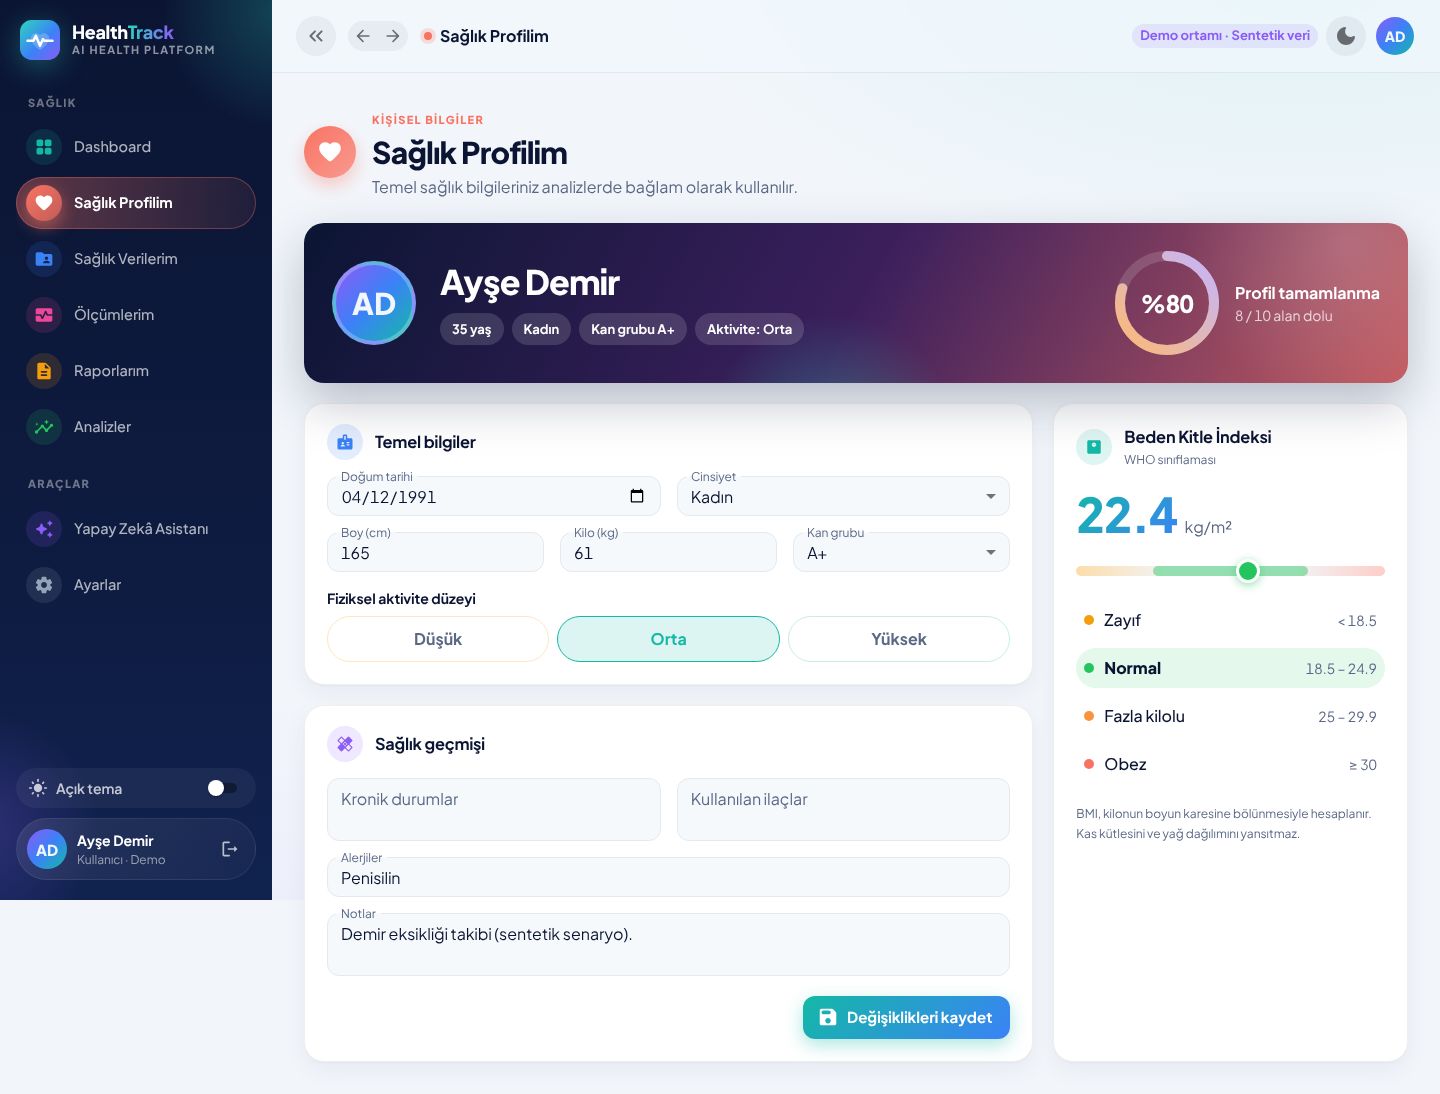 HealthTrack
AI HEALTH PLATFORM
SAĞLIK
Dashboard
Sağlık Profilim
Sağlık Verilerim
Ölçümlerim
Raporlarım
Analizler
ARAÇLAR
Yapay Zekâ Asistanı
Ayarlar
Açık tema
AD
Ayşe Demir
Kullanıcı · Demo
Sağlık Profilim
Demo ortamı · Sentetik veri
AD
KİŞİSEL BİLGİLER
Sağlık Profilim
Temel sağlık bilgileriniz analizlerde bağlam olarak kullanılır.
AD
Ayşe Demir
35 yaş
Kadın
Kan grubu A+
Aktivite: Orta
%80
Profil tamamlanma
8 / 10 alan dolu
Temel bilgiler
Doğum tarihi
04/12/1991
Cinsiyet
Kadın
Boy (cm)
165
Kilo (kg)
61
Kan grubu
A+
Fiziksel aktivite düzeyi
Düşük
Orta
Yüksek
Sağlık geçmişi
Kronik durumlar
Kullanılan ilaçlar
Alerjiler
Penisilin
Notlar
Demir eksikliği takibi (sentetik senaryo).
Değişiklikleri kaydet
Beden Kitle İndeksi
WHO sınıflaması
22.4 kg/m²
Zayıf
< 18.5
Normal
18.5 – 24.9
Fazla kilolu
25 – 29.9
Obez
≥ 30
BMI, kilonun boyun karesine bölünmesiyle hesaplanır.
Kas kütlesini ve yağ dağılımını yansıtmaz.